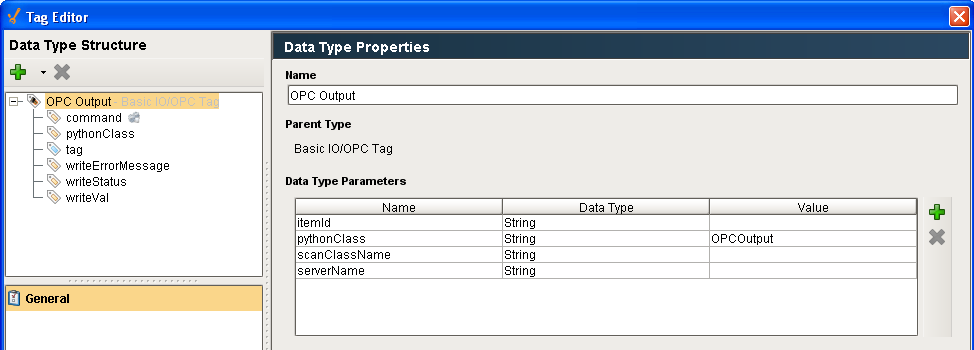 Tag Editor
Data Type Structure
OPC Output - Basic IO/OPC Tag
command
pythonClass
tag
writeErrorMessage
writeStatus
writeVal
General
Data Type Properties
Name
OPC Output
Parent Type
Basic IO/OPC Tag
Data Type Parameters
Name Data Type Value
itemId String
pythonClass String OPCOutput
scanClassName String
serverName String